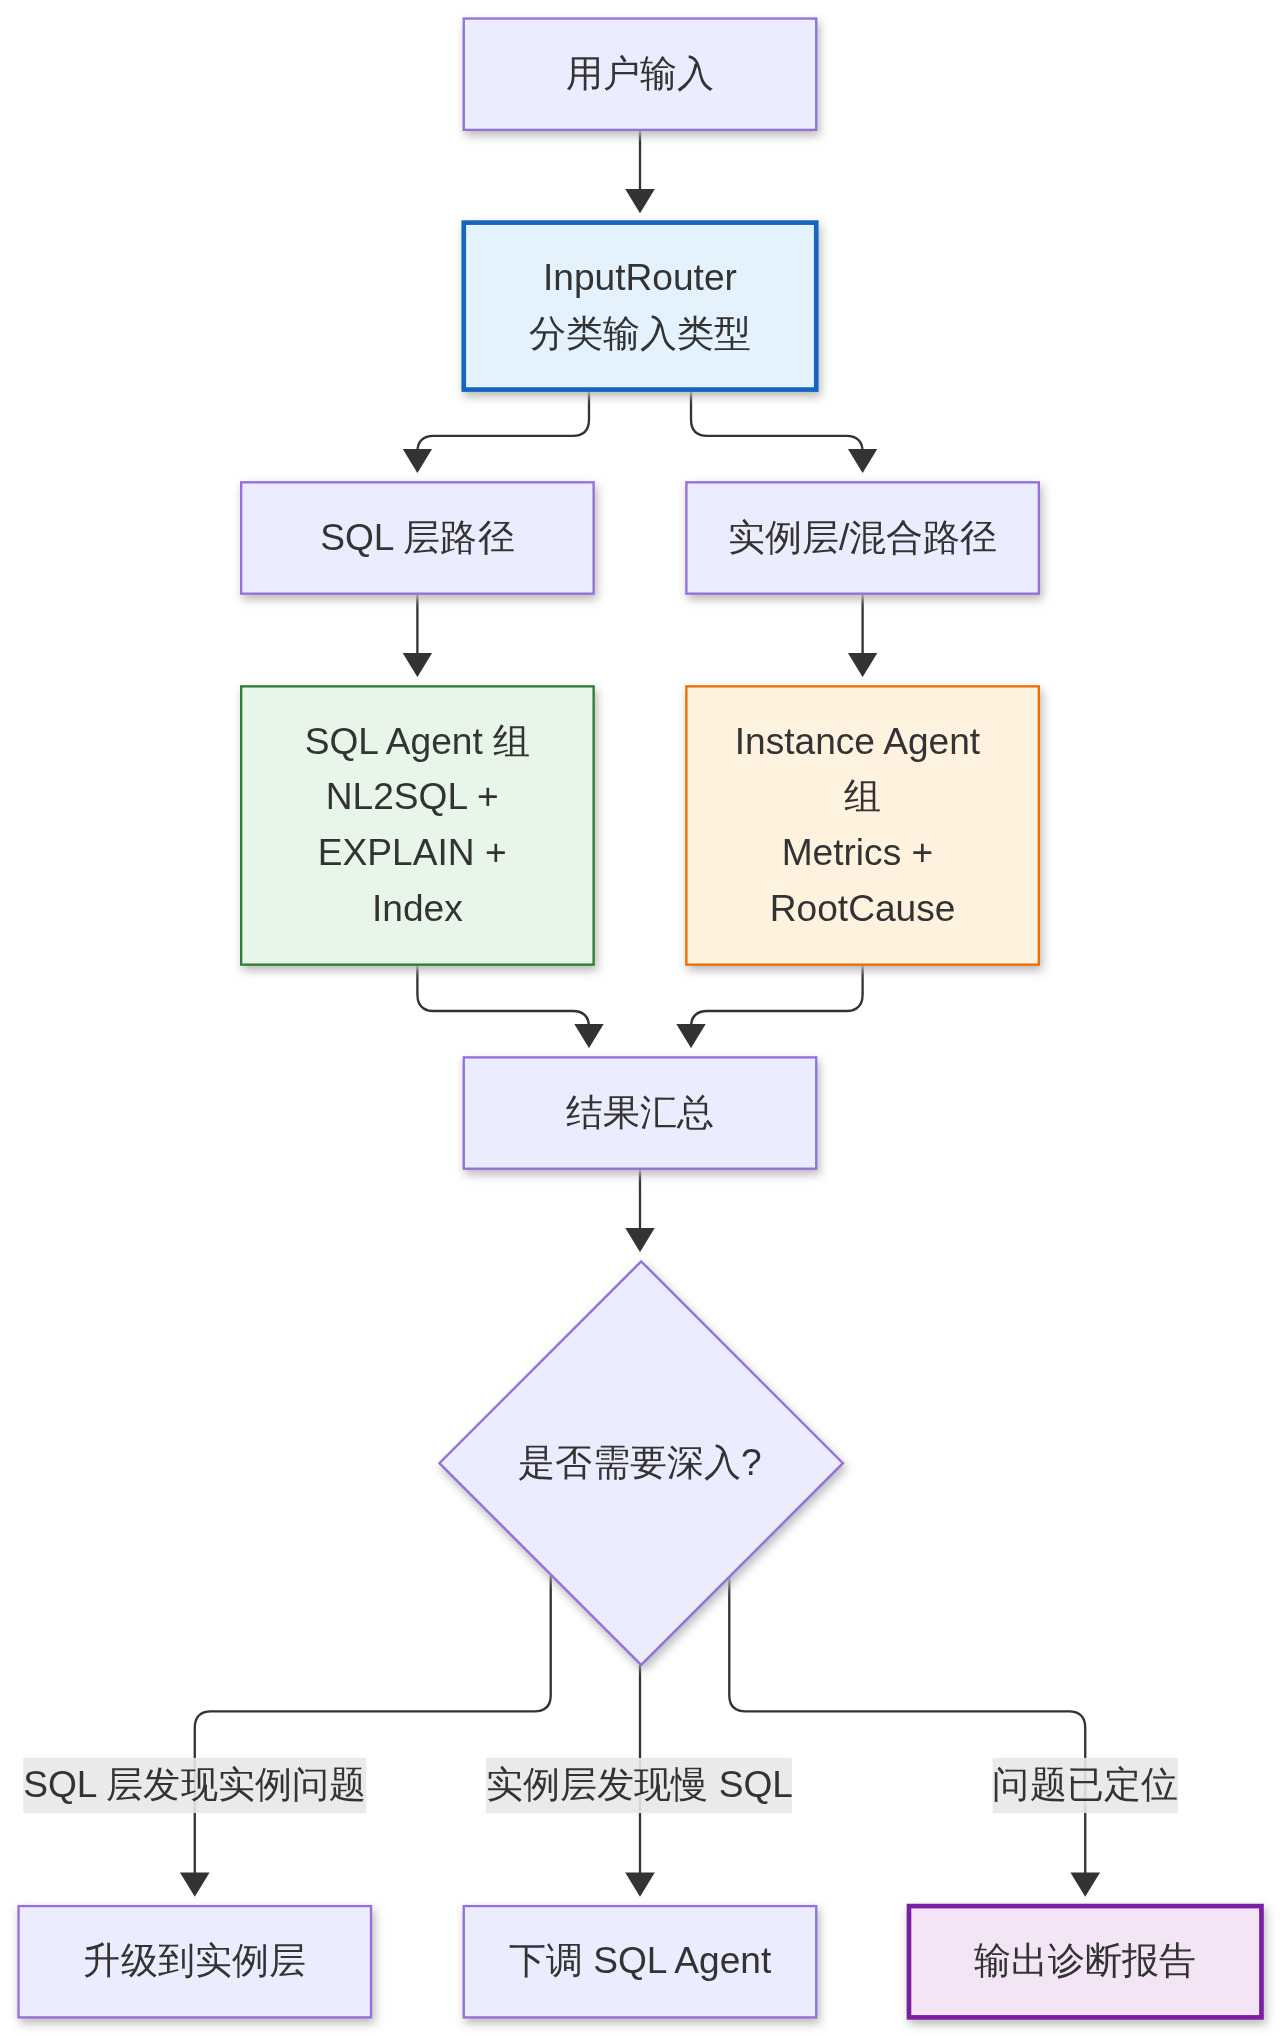 用户输入
InputRouter
分类输入类型
SQL 层路径
实例层/混合路径
SQL Agent 组
NL2SQL +
EXPLAIN +
Index
Instance Agent
组
Metrics +
RootCause
结果汇总
是否需要深入?
SQL 层发现实例问题
实例层发现慢 SQL
问题已定位
升级到实例层
下调 SQL Agent
输出诊断报告